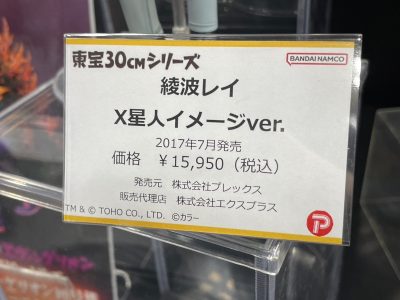 東宝30cmシリーズ
BANDAI NAMCO
綾波レイ
X星人イメージver.
2017年7月発売
価格 ¥15,950(税込)
発売元 株式会社プレックス
販売代理店 株式会社エクスプラス
TM & © TOHO CO., LTD. ©カラー